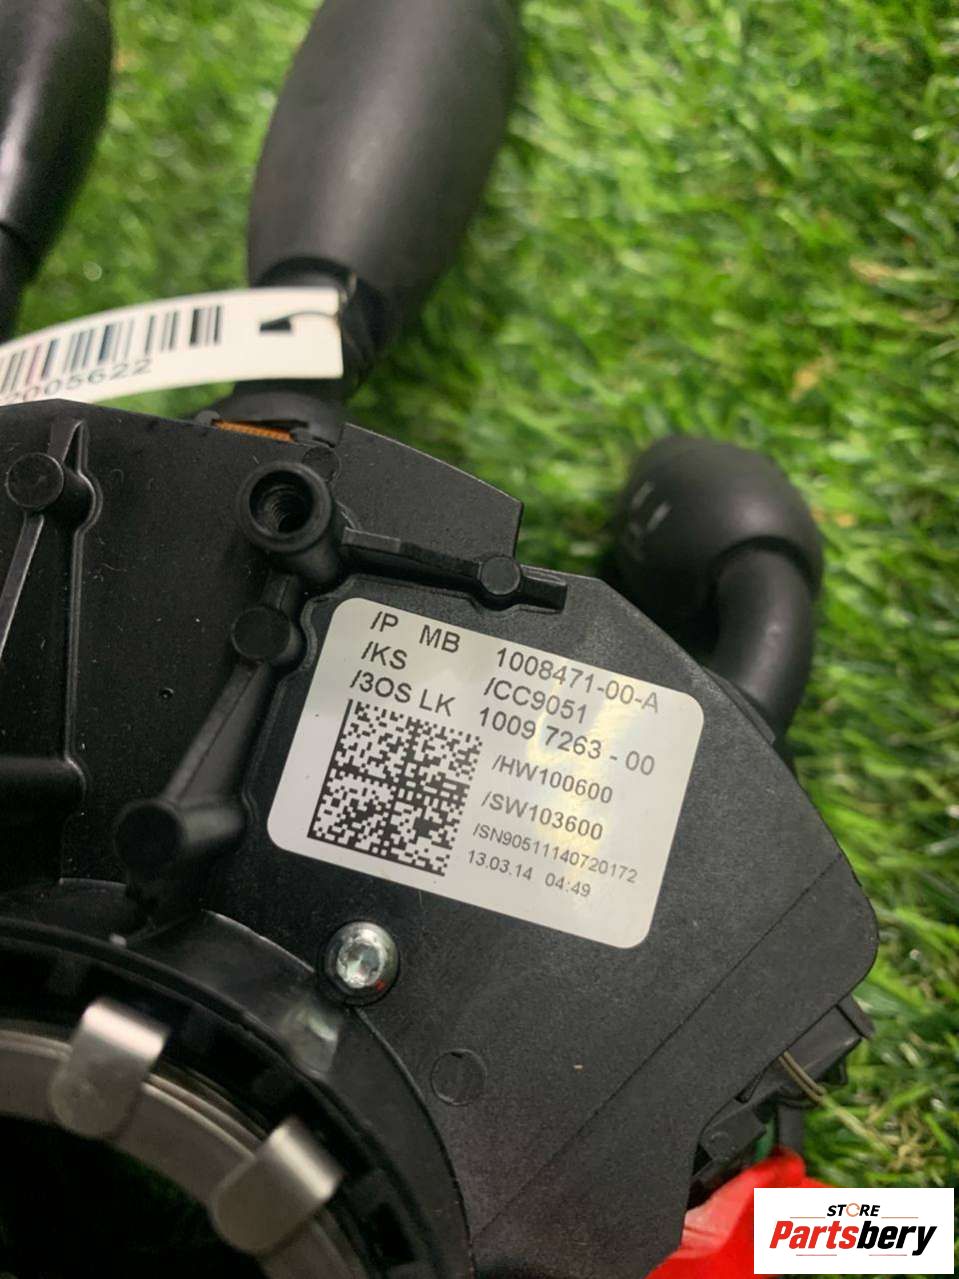 2005622
/P MB 1008471-00-A
/KS /CC9051
/3OS LK 1009 7263 - 00
/HW100600
/SW103600
/SN90511140720172
13.03.14 04:49
STORE
Partsbery